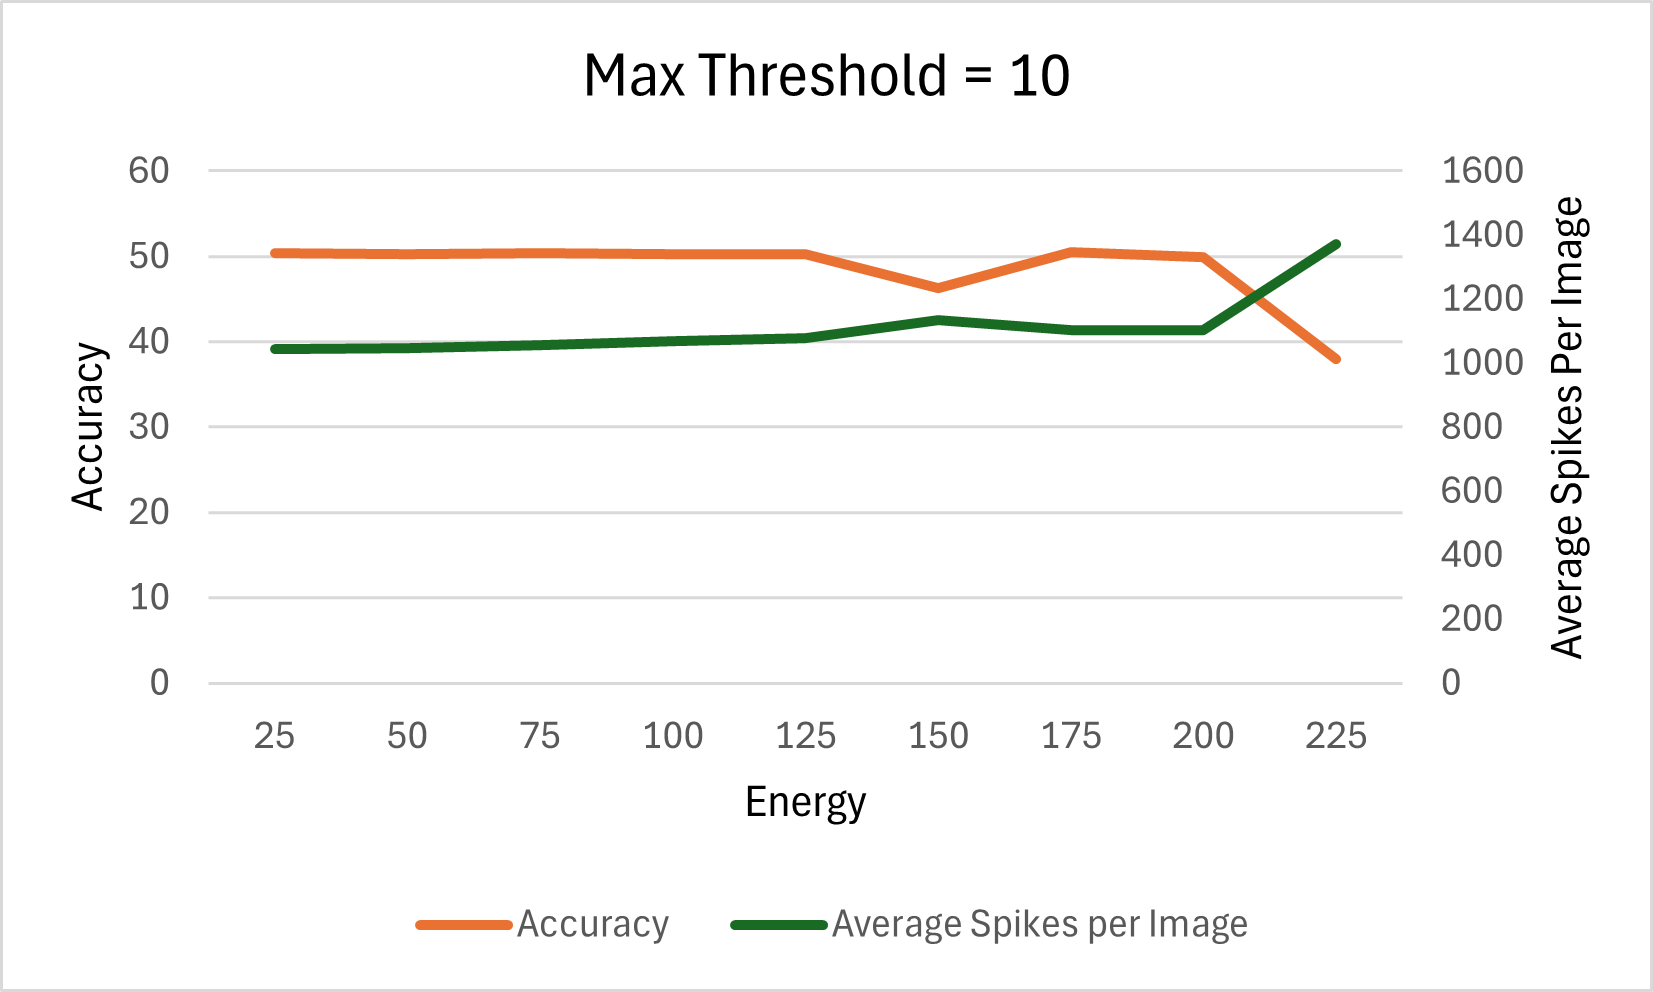 Max Threshold = 10
60
50
40
30
20
10
0
Accuracy
1600
1400
1200
1000
800
600
400
200
0
Average Spikes Per Image
25 50 75 100 125 150 175 200 225
Energy
Accuracy Average Spikes per Image